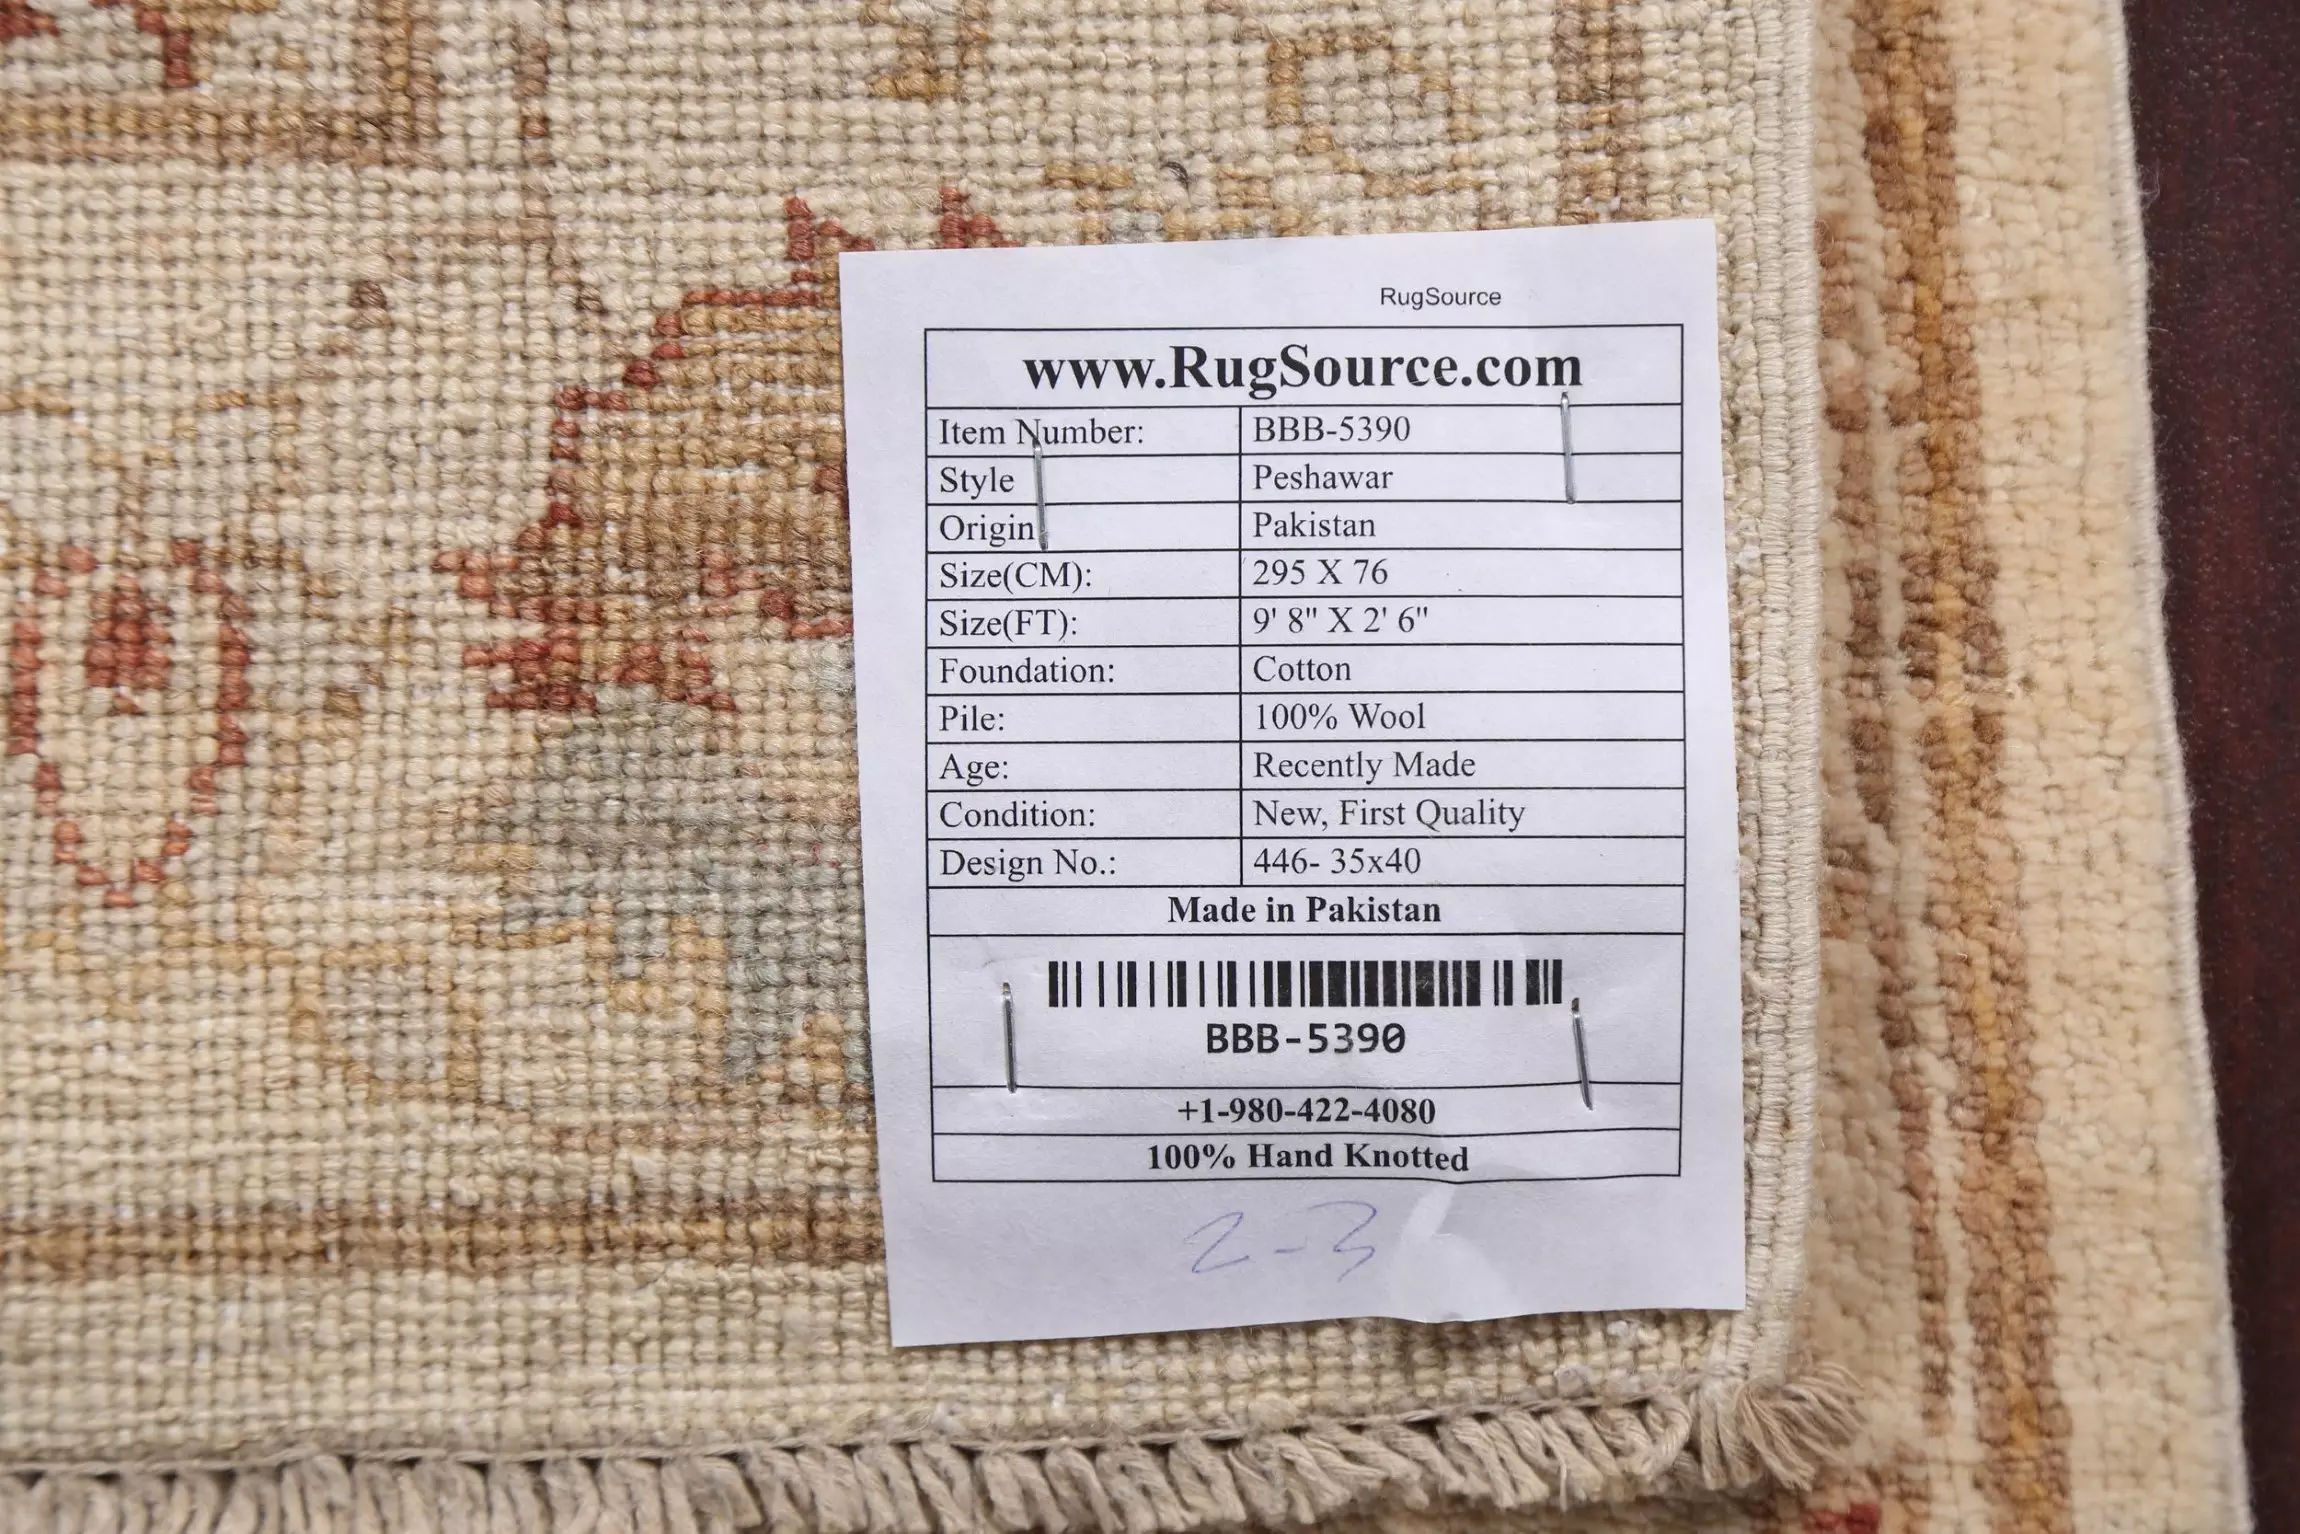 RugSource
www.RugSource.com
Item Number: BBB-5390
Style Peshawar
Origin Pakistan
Size(CM): 295 X 76
Size(FT): 9' 8" X 2' 6"
Foundation: Cotton
Pile: 100% Wool
Age: Recently Made
Condition: New, First Quality
Design No.: 446- 35x40
Made in Pakistan
BBB-5390
+1-980-422-4080
100% Hand Knotted
2-3